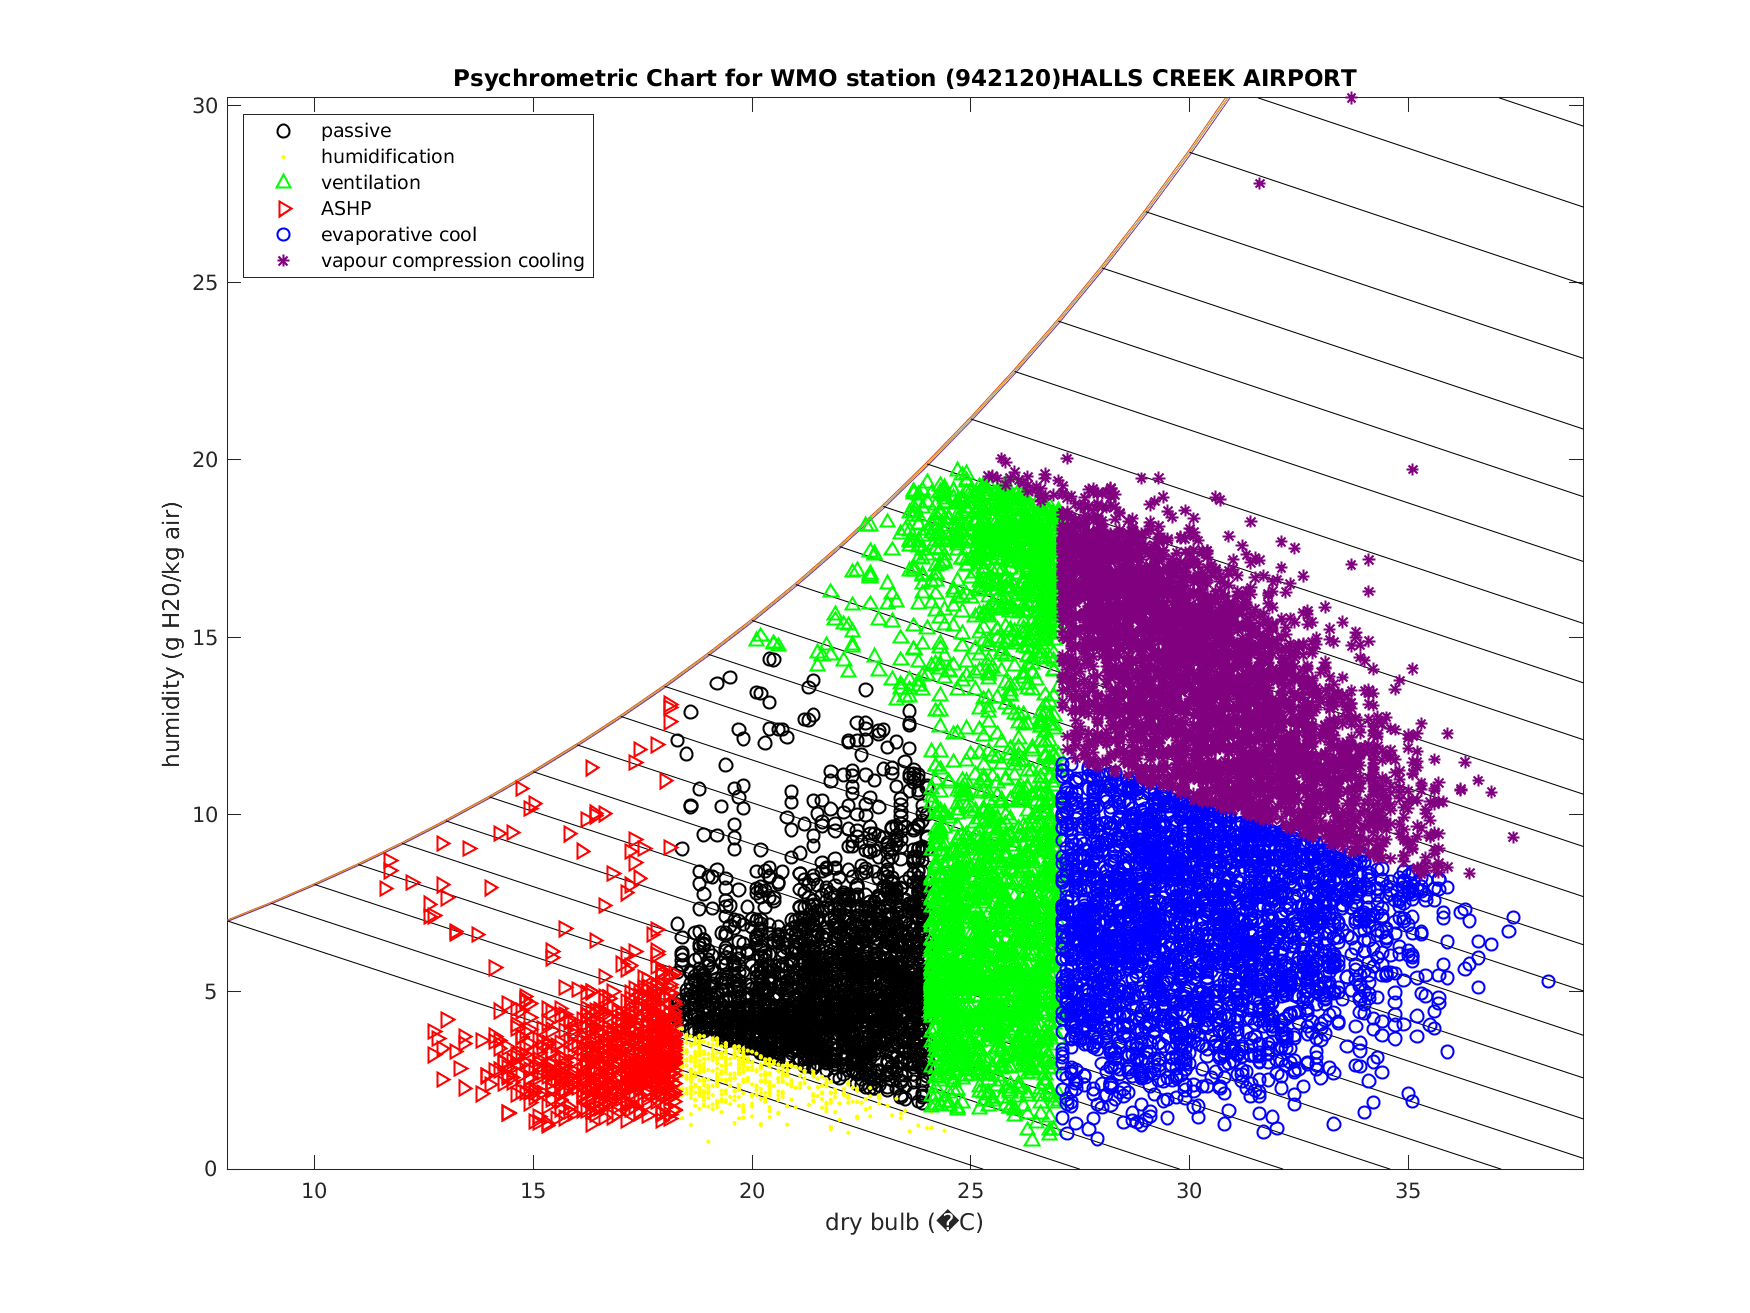 Psychrometric Chart for WMO station (942120)HALLS CREEK AIRPORT
30
25
20
15
10
5
0
humidity (g H20/kg air)
passive
humidification
ventilation
ASHP
evaporative cool
vapour compression cooling
10 15 20 25 30 35
dry bulb (�C)